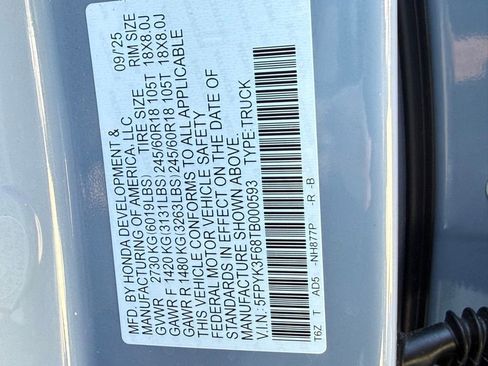 MFD. BY HONDA DEVELOPMENT & 09/'25
MANUFACTURING OF AMERICA, LLC TIRE SIZE RIM SIZE
GVWR 2730 KG(6019LBS)
GAWR F 1420 KG(3131LBS) 245/60R18 105T 18X8.0J
GAWR R 1480 KG(3263LBS) 245/60R18 105T 18X8.0J
THIS VEHICLE CONFORMS TO ALL APPLICABLE
FEDERAL MOTOR VEHICLE SAFETY
STANDARDS IN EFFECT ON THE DATE OF
MANUFACTURE SHOWN ABOVE.
V.I.N.: 5FPYK3F68TB000593 TYPE: TRUCK
T6Z T AD5 -NH877P -R -B